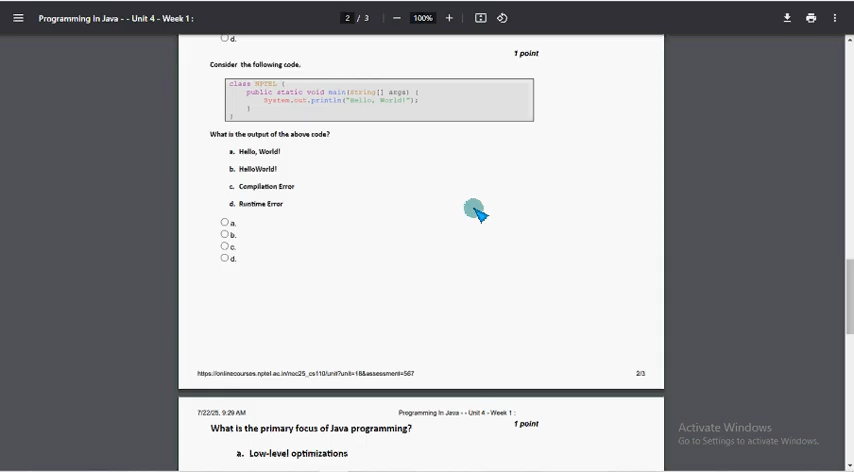 Programming In Java - - Unit 4 - Week 1 :
2 / 3
100%
d.
1 point
Consider the following code.
class NPTEL {
public static void main(String[] args) {
System.out.println("Hello, World!");
}
}
What is the output of the above code?
a. Hello, World!
b. HelloWorld!
c. Compilation Error
d. Runtime Error
a.
b.
c.
d.
https://onlinecourses.nptel.ac.in/noc25_cs110/unit?unit=18&assessment=567
2/3
7/22/25, 9:29 AM
Programming In Java - - Unit 4 - Week 1 :
What is the primary focus of Java programming?
1 point
a. Low-level optimizations
Activate Windows
Go to Settings to activate Windows.